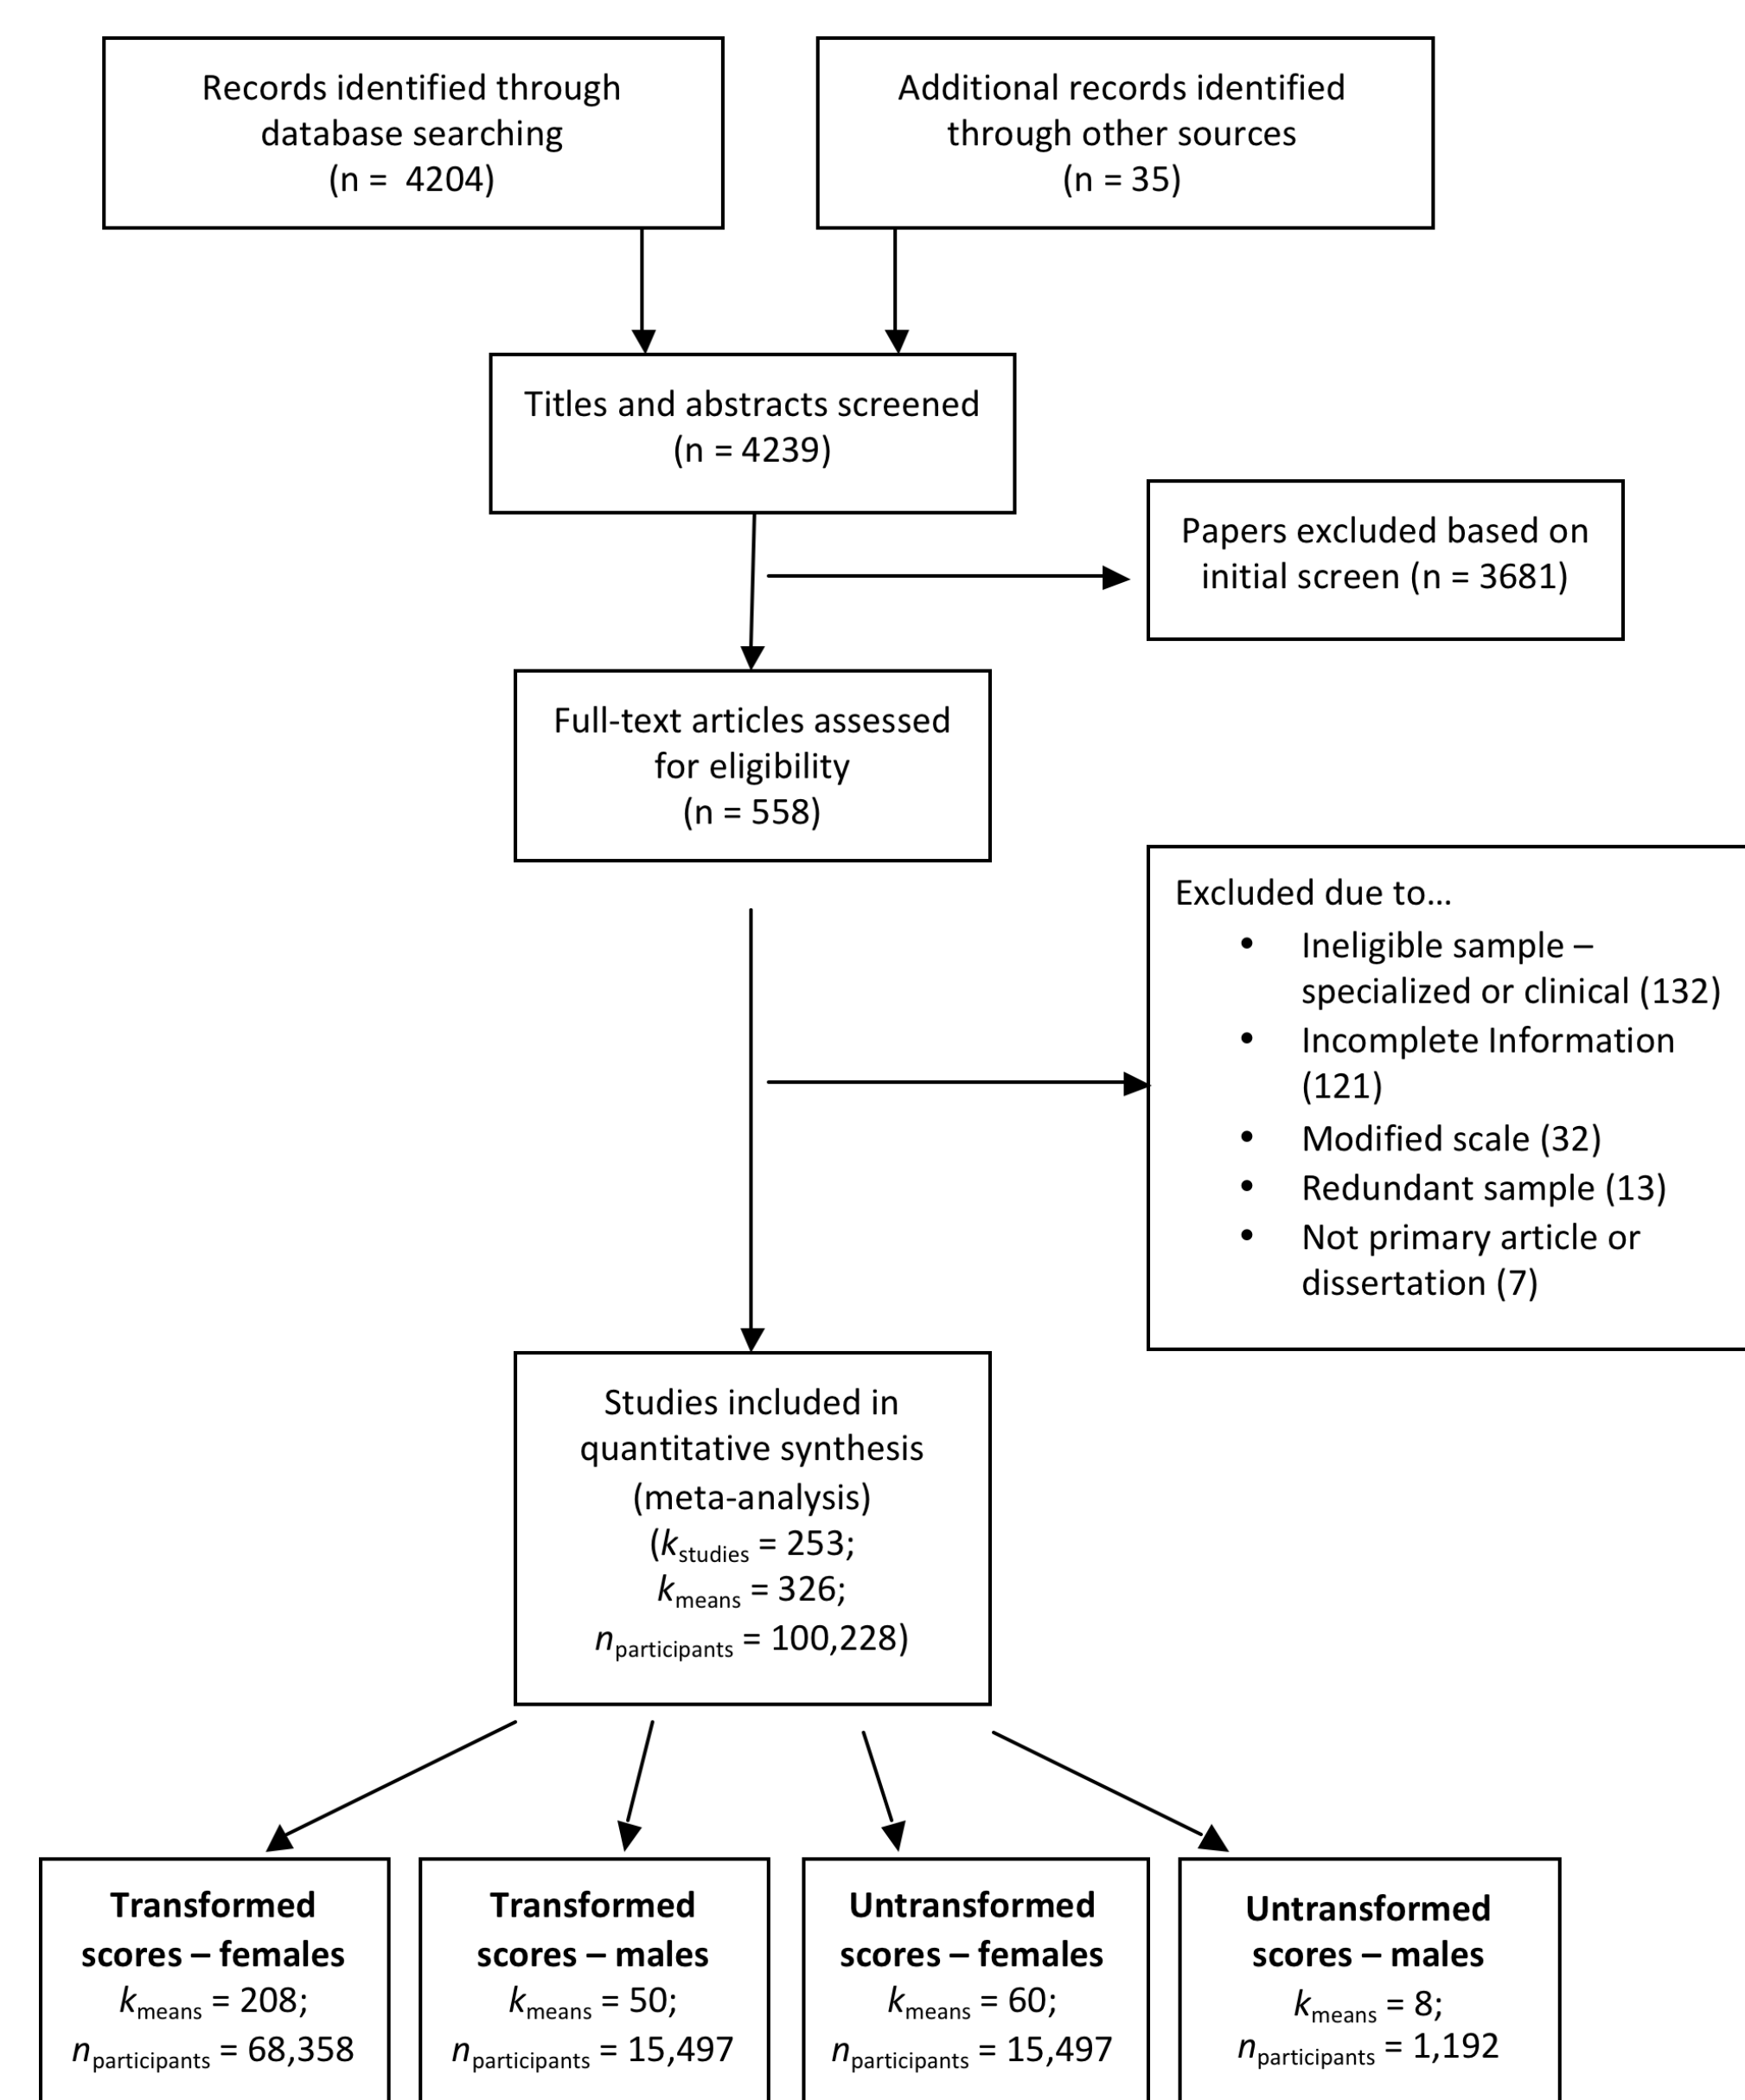 Records identified through
database searching
(n =  4204)
Additional records identified
through other sources
(n = 35)
Titles and abstracts screened
(n = 4239)
Papers excluded based on
initial screen (n = 3681)
Full-text articles assessed
for eligibility
(n = 558)
Excluded due to...
• Ineligible sample –
specialized or clinical (132)
• Incomplete Information
(121)
• Modified scale (32)
• Redundant sample (13)
• Not primary article or
dissertation (7)
Studies included in
quantitative synthesis
(meta-analysis)
(kstudies = 253;
kmeans = 326;
nparticipants = 100,228)
Transformed
scores – females
kmeans = 208;
nparticipants = 68,358
Transformed
scores – males
kmeans = 50;
nparticipants = 15,497
Untransformed
scores – females
kmeans = 60;
nparticipants = 15,497
Untransformed
scores – males
kmeans = 8;
nparticipants = 1,192